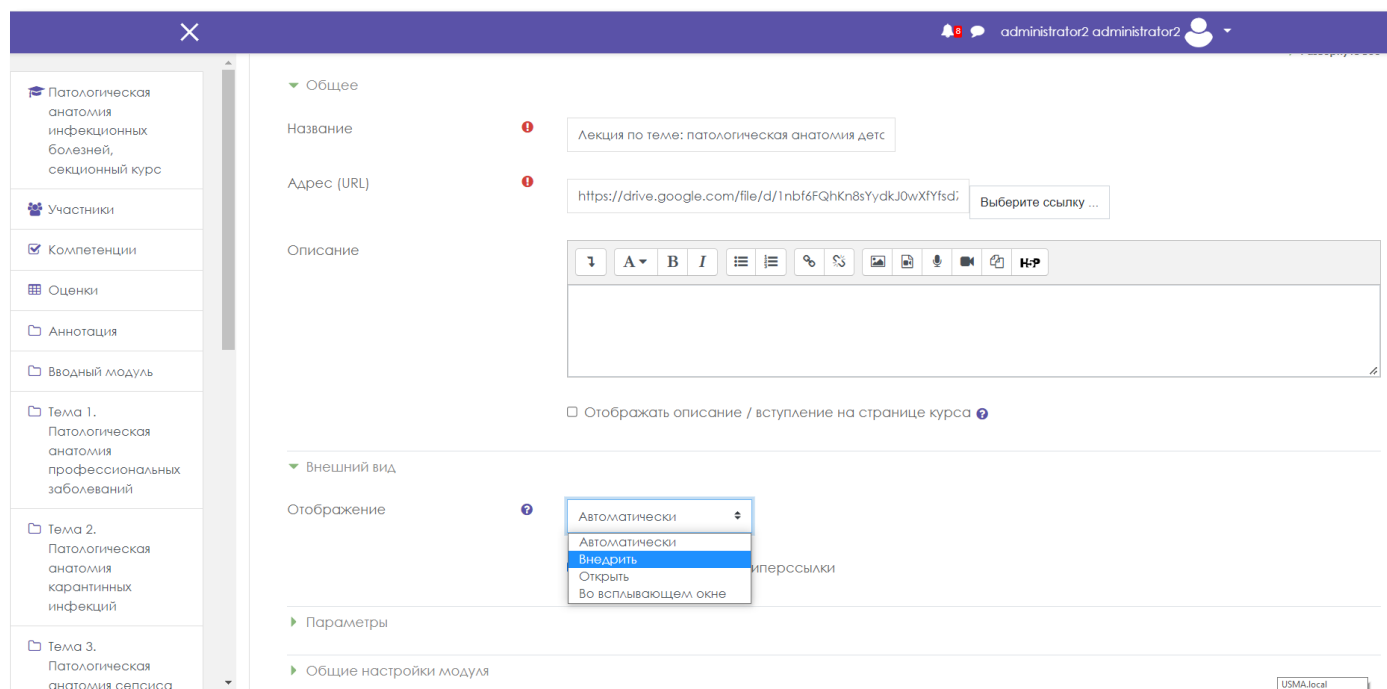 8
administrator2 administrator2
Патологическая
анатомия
инфекционных
болезней,
секционный курс
Участники
Компетенции
Оценки
Аннотация
Вводный модуль
Тема 1.
Патологическая
анатомия
профессиональных
заболеваний
Тема 2.
Патологическая
анатомия
карантинных
инфекций
Тема 3.
Патологическая
анатомия сепсиса
Общее
Название
Лекция по теме: патологическая анатомия детс
Адрес (URL)
https://drive.google.com/file/d/1nbf6FQhKn8sYydkJ0wXfYfsd7
Выберите ссылку ...
Описание
A B I H-P
Отображать описание / вступление на странице курса
Внешний вид
Отображение
Автоматически
Автоматически
Внедрить
иперссылки
Открыть
Во всплывающем окне
Параметры
Общие настройки модуля
USMA.local